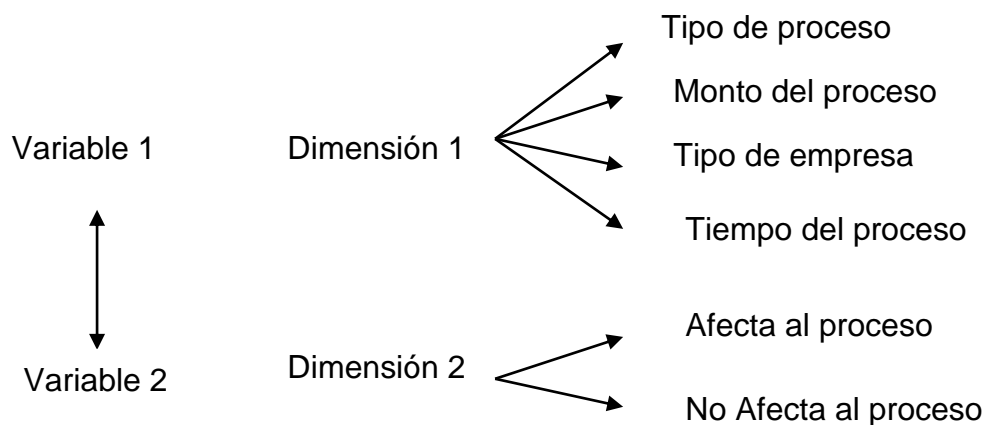 Tipo de proceso
Monto del proceso
Variable 1
Dimensión 1
Tipo de empresa
Tiempo del proceso
Afecta al proceso
Variable 2
Dimensión 2
No Afecta al proceso